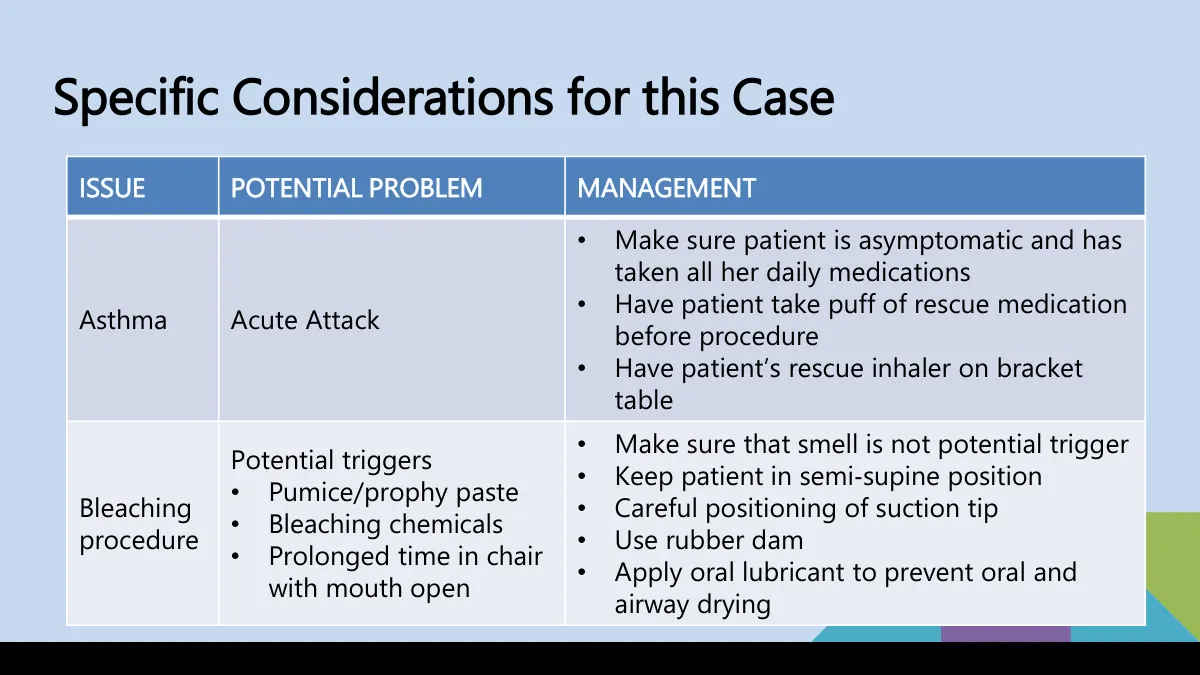 Specific Considerations for this Case
ISSUE
POTENTIAL PROBLEM
MANAGEMENT
Asthma
Acute Attack
• Make sure patient is asymptomatic and has
taken all her daily medications
• Have patient take puff of rescue medication
before procedure
• Have patient’s rescue inhaler on bracket
table
Bleaching
procedure
Potential triggers
• Pumice/prophy paste
• Bleaching chemicals
• Prolonged time in chair
with mouth open
• Make sure that smell is not potential trigger
• Keep patient in semi-supine position
• Careful positioning of suction tip
• Use rubber dam
• Apply oral lubricant to prevent oral and
airway drying